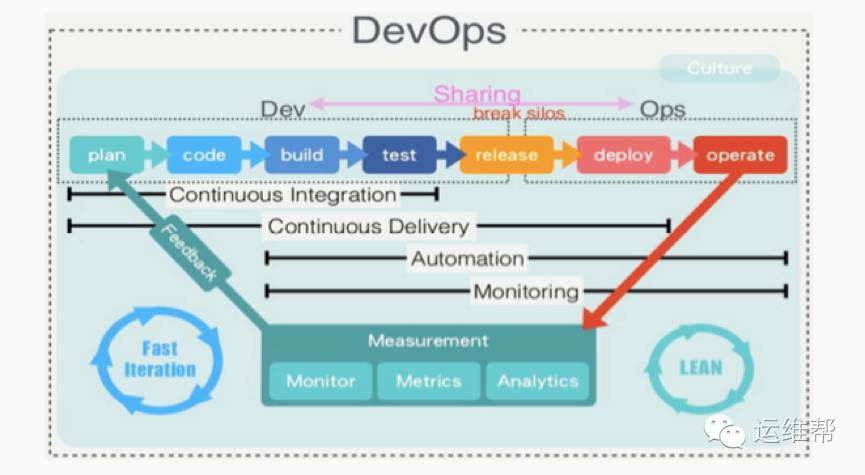 DevOps
Culture
Sharing
Dev
break silos
Ops
plan
code
build
test
release
deploy
operate
Continuous Integration
Continuous Delivery
Feedback
Automation
Monitoring
Measurement
Fast
Iteration
LEAN
Monitor
Metrics
Analytics
运维帮